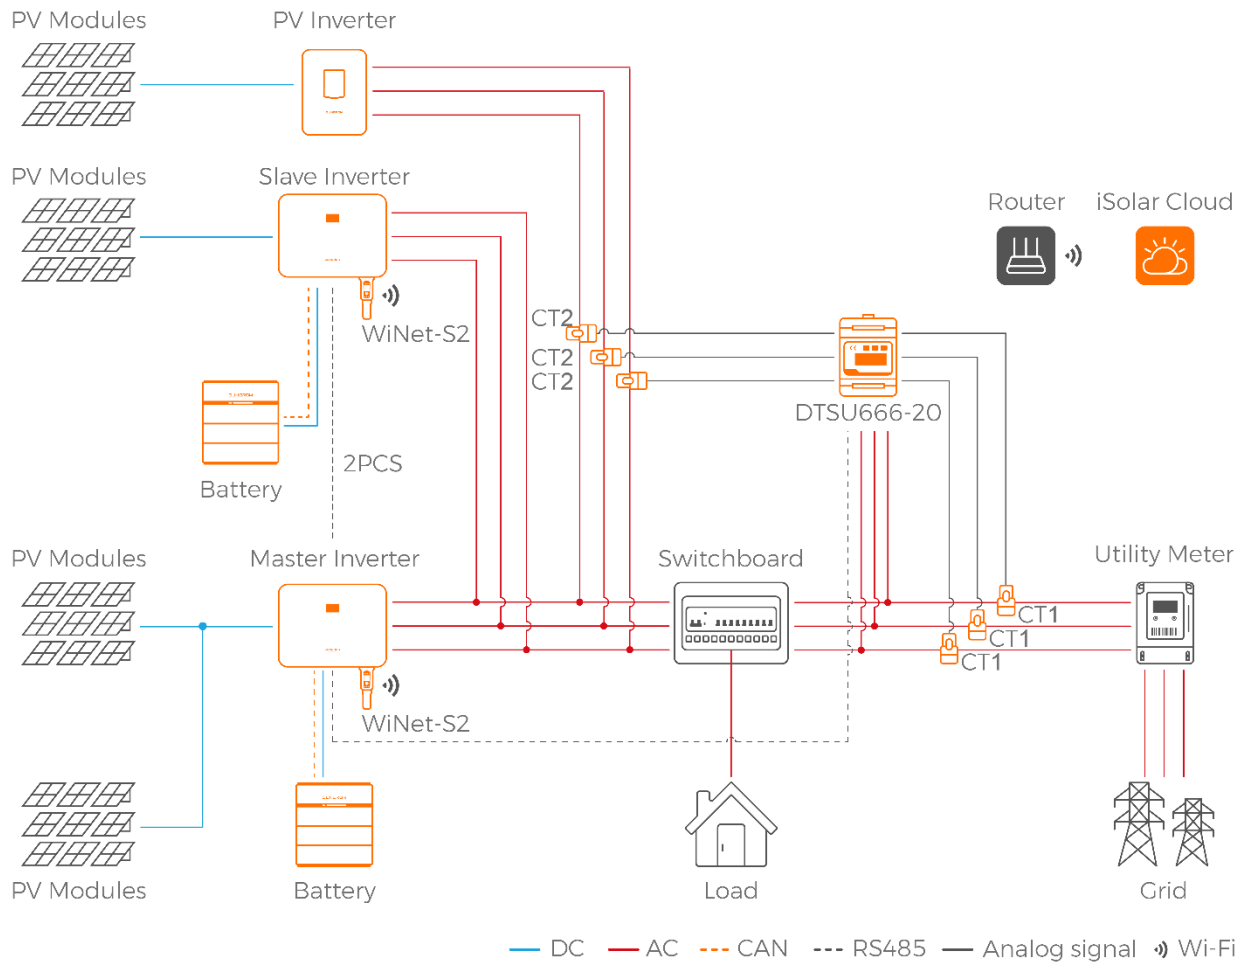 PV Modules
PV Inverter
PV Modules
Slave Inverter
Router
iSolar Cloud
WiNet-S2
CT2
CT2
CT2
DTSU666-20
2PCS
Battery
PV Modules
Master Inverter
Switchboard
Utility Meter
CT1
CT1
CT1
WiNet-S2
PV Modules
Battery
Load
Grid
DC
AC
CAN
RS485
Analog signal
Wi-Fi